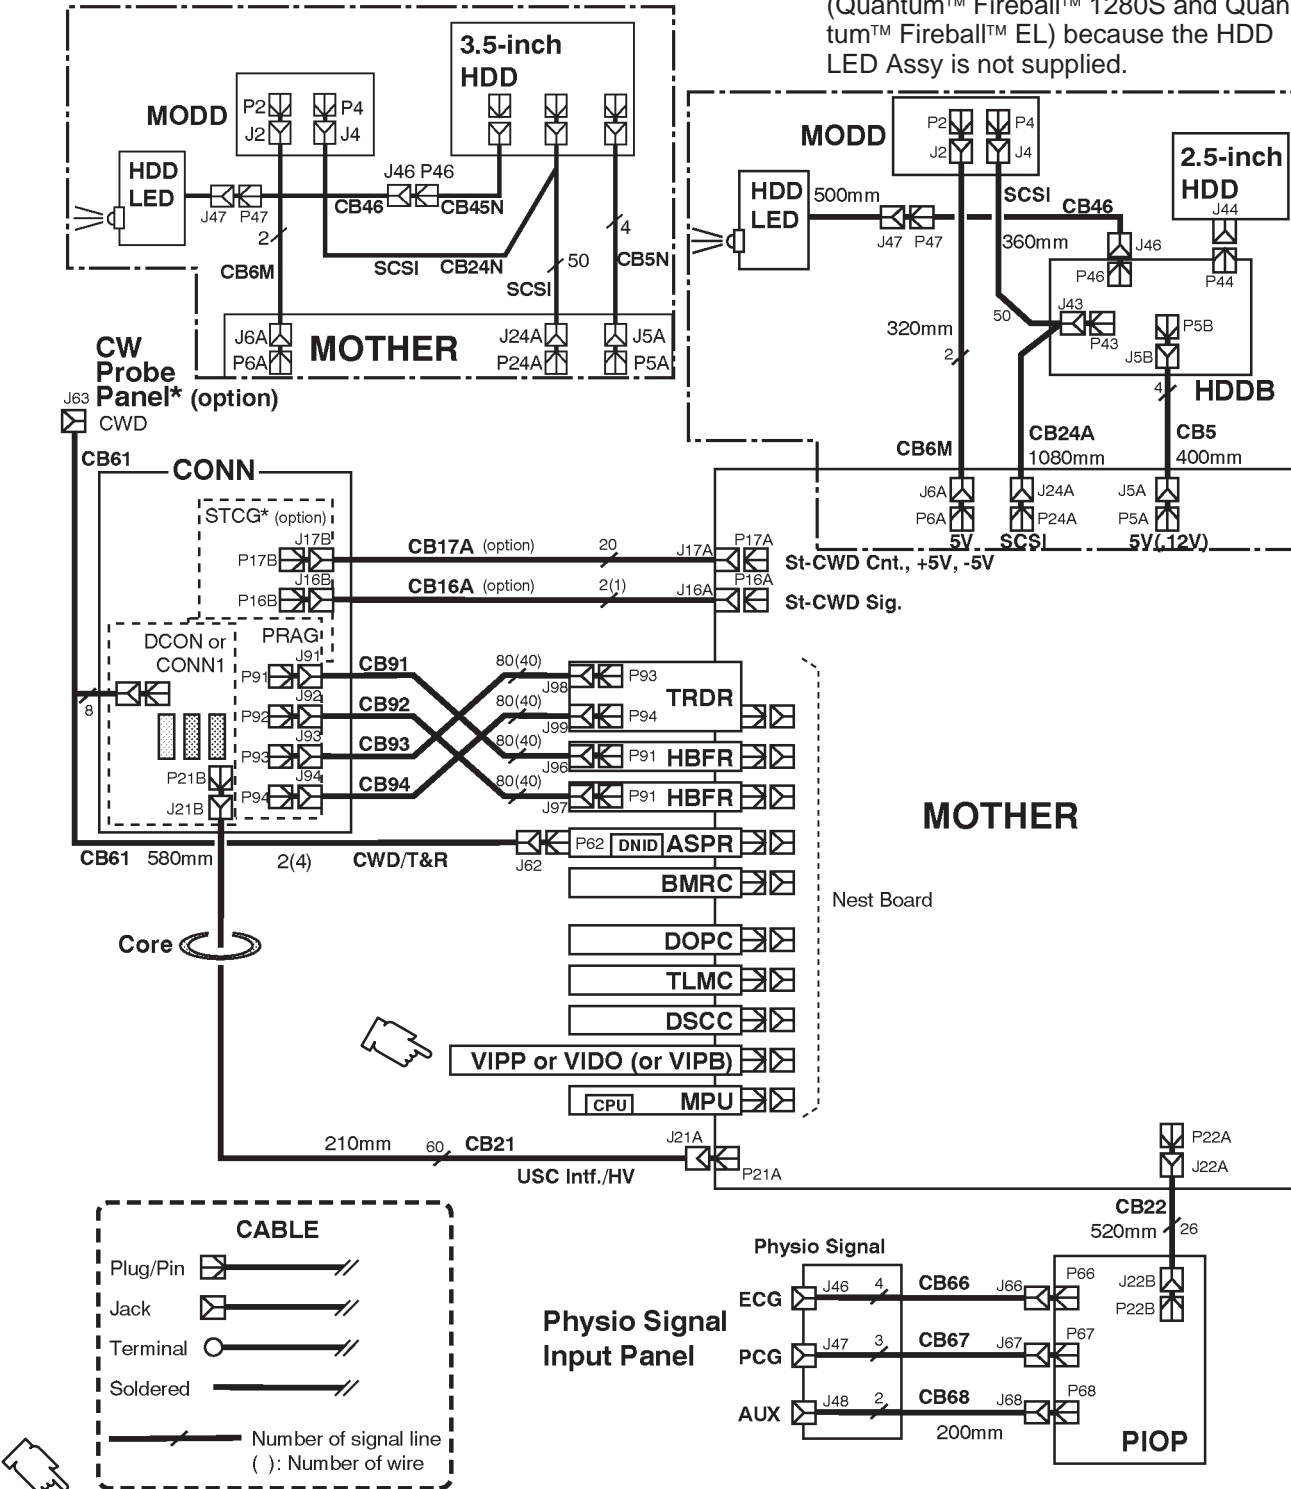 (Quantum™ Fireball™ 1280S and Quan-
tum™ Fireball™ EL) because the HDD
LED Assy is not supplied.
3.5-inch
HDD
MODD
P2
P4
J2
J4
HDD
LED
J46 P46
J47 P47
CB46
CB45N
2
4
CB6M
SCSI
CB24N
50
CB5N
SCSI
J6A
P6A
MOTHER
J24A
P24A
J5A
P5A
MODD
P2
P4
J2
J4
2.5-inch
HDD
J44
HDD
LED
500mm
SCSI
CB46
J47 P47
360mm
J46
P46
P44
J43
50
P43
P5B
J5B
320mm
2
4
HDDB
CB6M
CB24A
1080mm
CB5
400mm
J6A
P6A
J24A
P24A
J5A
P5A
5V
SCSI
5V(,12V)
CW
Probe
Panel* (option)
J63
CWD
CB61
CONN
STCG* (option)
J17B
P17B
CB17A (option)
20
J17A
P17A
St-CWD Cnt., +5V, -5V
J16B
P16B
CB16A (option)
2(1)
J16A
P16A
St-CWD Sig.
DCON or
CONN1
PRAG
8
J91
P91
CB91
J92
P92
CB92
J93
P93
CB93
J94
P94
CB94
P21B
J21B
80(40)
J98
P93
TRDR
80(40)
J99
P94
80(40)
J96
P91 HBFR
80(40)
J97
P91 HBFR
CB61 580mm
2(4)
CWD/T&R
J62
P62 DNID ASPR
BMRC
DOPC
TLMC
DSCC
VIPP or VIDO (or VIPB)
CPU MPU
MOTHER
Nest Board
Core
210mm
60
CB21
J21A
P21A
USC Intf./HV
P22A
J22A
CB22
520mm
26
CABLE
Plug/Pin
Jack
Terminal
Soldered
Number of signal line
( ): Number of wire
Physio Signal
Input Panel
Physio Signal
ECG
J46
4
CB66
J66
P66
PCG
J47
3
CB67
J67
P67
AUX
J48
2
CB68
J68
P68
200mm
J22B
P22B
PIOP